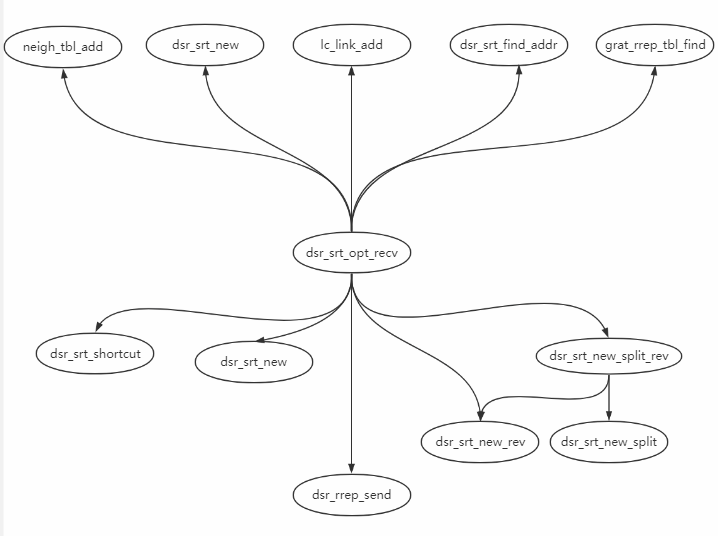 neigh_tbl_add
dsr_srt_new
lc_link_add
dsr_srt_find_addr
grat_rrep_tbl_find
dsr_srt_opt_recv
dsr_srt_shortcut
dsr_srt_new
dsr_srt_new_split_rev
dsr_srt_new_rev
dsr_srt_new_split
dsr_rrep_send